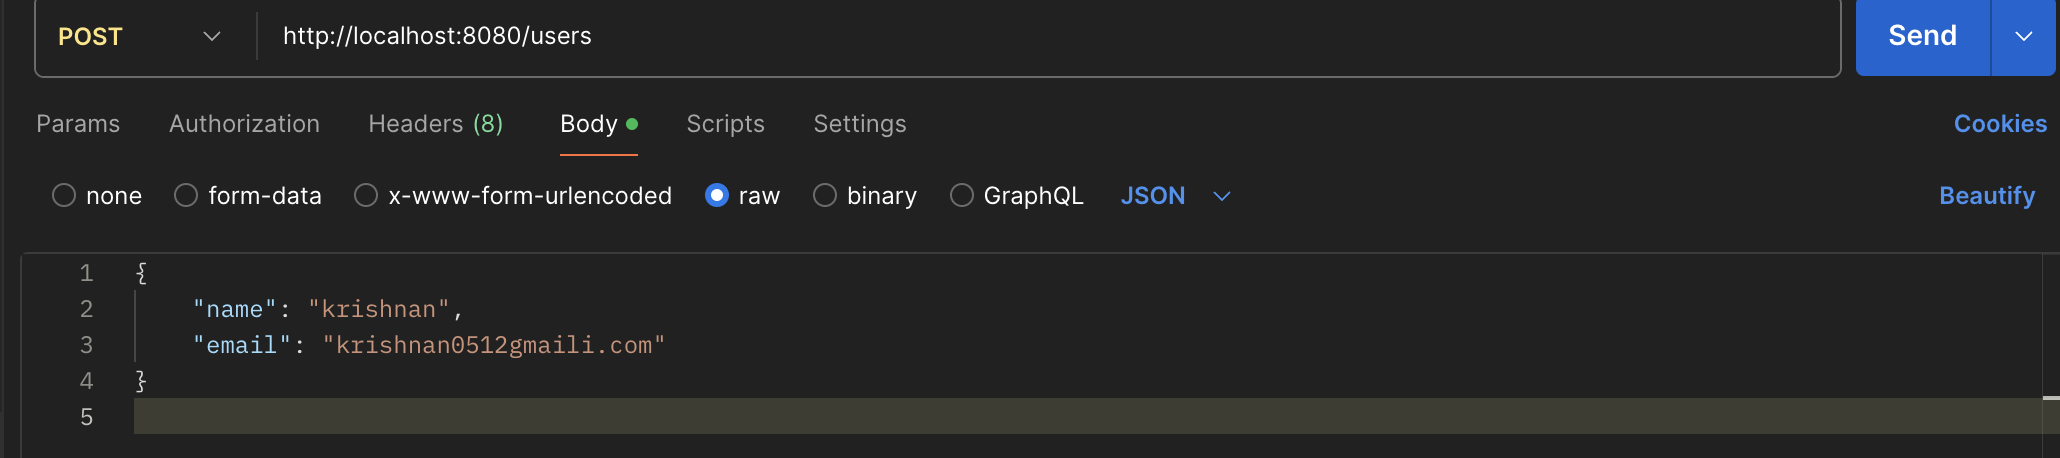 POST http://localhost:8080/users Send
Params Authorization Headers (8) Body Scripts Settings Cookies
none form-data x-www-form-urlencoded raw binary GraphQL JSON Beautify
1 {
2 "name": "krishnan",
3 "email": "krishnan0512gmaili.com"
4 }
5